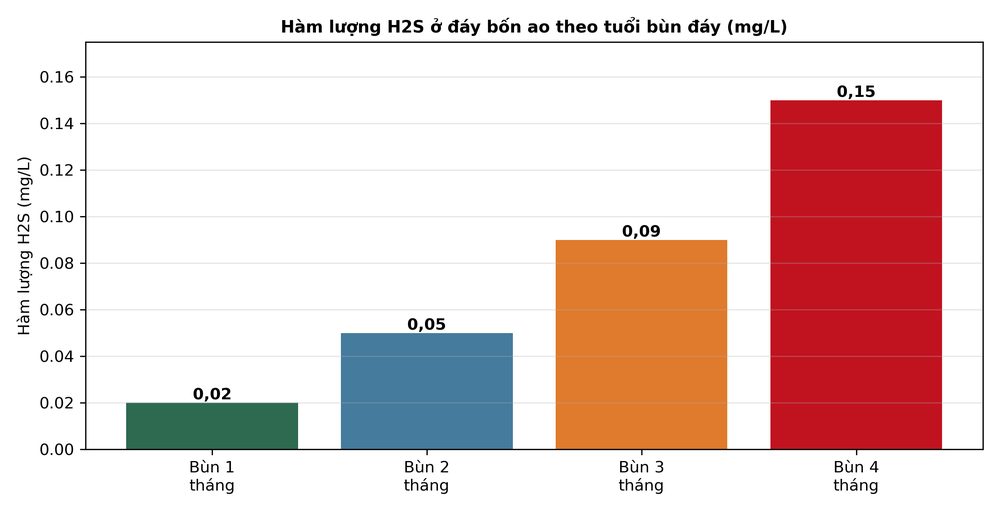 Hàm lượng H2S ở đáy bốn ao theo tuổi bùn đáy (mg/L)
Hàm lượng H2S (mg/L)
0.16
0.14
0.12
0.10
0.08
0.06
0.04
0.02
0.00
0,02
0,05
0,09
0,15
Bùn 1
tháng
Bùn 2
tháng
Bùn 3
tháng
Bùn 4
tháng